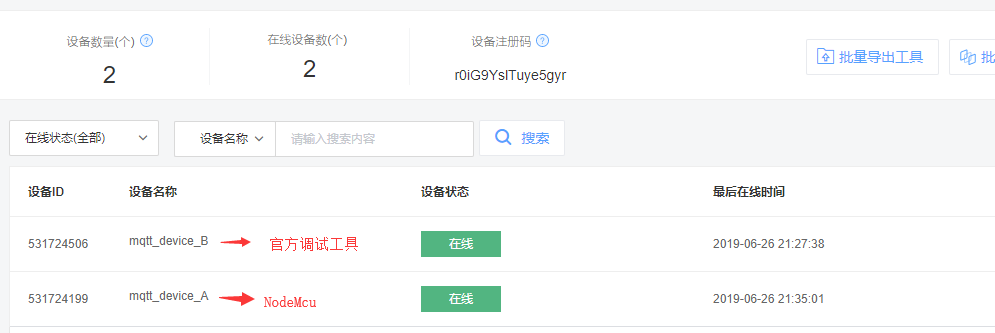 设备数量(个) ?
在线设备数(个)
设备注册码 ?
2
2
r0iG9YsITuye5gyr
批量导出工具
批
在线状态(全部)
设备名称
请输入搜索内容
搜索
设备ID 设备名称 设备状态 最后在线时间
531724506 mqtt_device_B 官方调试工具 在线 2019-06-26 21:27:38
531724199 mqtt_device_A NodeMcu 在线 2019-06-26 21:35:01